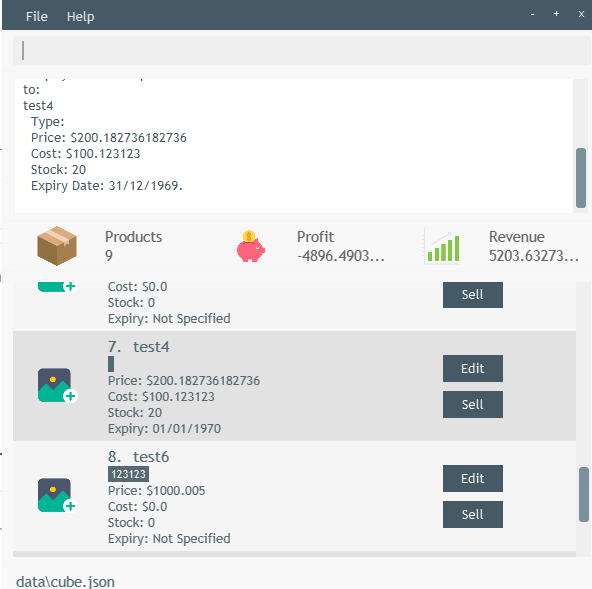 File Help - + x
to:
test4
Type:
Price: $200.182736182736
Cost: $100.123123
Stock: 20
Expiry Date: 31/12/1969.
Products
9
Profit
-4896.4903...
Revenue
5203.63273...
Cost: $0.0
Stock: 0
Expiry: Not Specified
Sell
7. test4
Price: $200.182736182736
Cost: $100.123123
Stock: 20
Expiry: 01/01/1970
Edit
Sell
8. test6
123123
Price: $1000.005
Cost: $0.0
Stock: 0
Expiry: Not Specified
Edit
Sell
data\cube.json